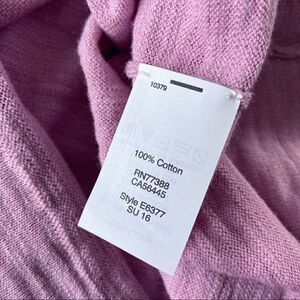 10379
100% Cotton
RN77388
CA56445
Style E6377
SU 16